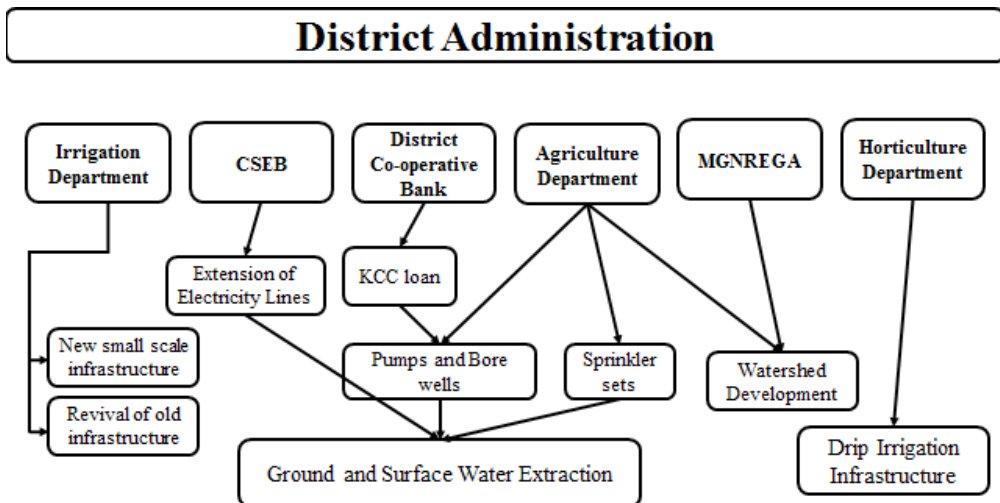 District Administration
Irrigation
Department
CSEB
District
Co-operative
Bank
Agriculture
Department
MGNREGA
Horticulture
Department
Extension of
Electricity Lines
KCC loan
New small scale
infrastructure
Pumps and Bore
wells
Sprinkler
sets
Watershed
Development
Revival of old
infrastructure
Drip Irrigation
Infrastructure
Ground and Surface Water Extraction